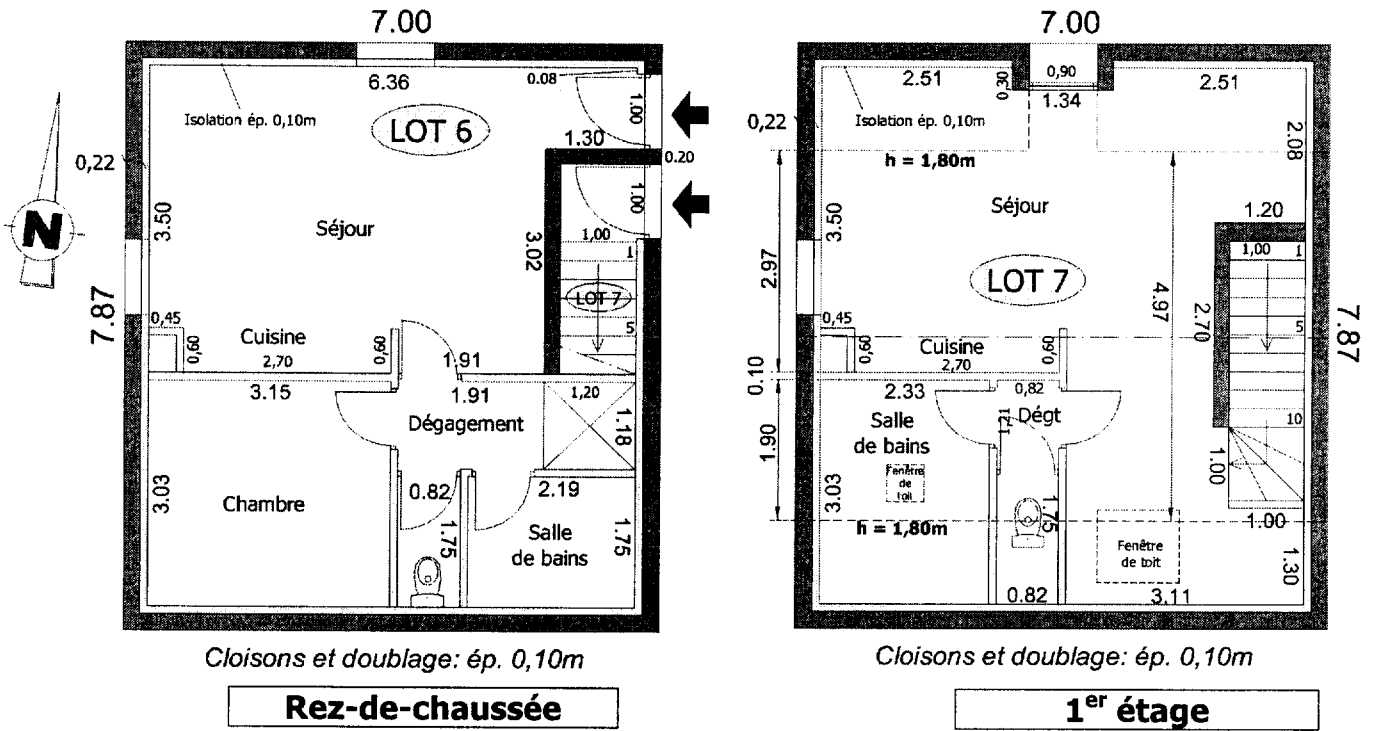 7.00
6.36
0.08
1.00
Isolation ép. 0,10m
LOT 6
1.30
0.20
0,22
N
1.00
3.50
Séjour
3.02
1,00
1
LOT 7
5
7.87
0,45
0,60
Cuisine
2,70
0,60
1.91
3.15
1.91
1,20
Dégagement
1.18
3.03
Chambre
0.82
2.19
1.75
Salle
de bains
1.75
Cloisons et doublage: ép. 0,10m
Rez-de-chaussée
7.00
2.51
0,30
0,90
1.34
2.51
0,22
Isolation ép. 0,10m
h = 1,80m
2.08
3.50
Séjour
1.20
1,00
1
2.97
LOT 7
4.97
2.70
5
7.87
0,45
0,60
Cuisine
2,70
0,60
0.10
2.33
0,82
Salle
de bains
Dégt
1,21
10
1.90
1.00
Fenêtre
de
toit
3.03
h = 1,80m
1.75
1.00
Fenêtre
de toit
1.30
0.82
3.11
Cloisons et doublage: ép. 0,10m
1er étage